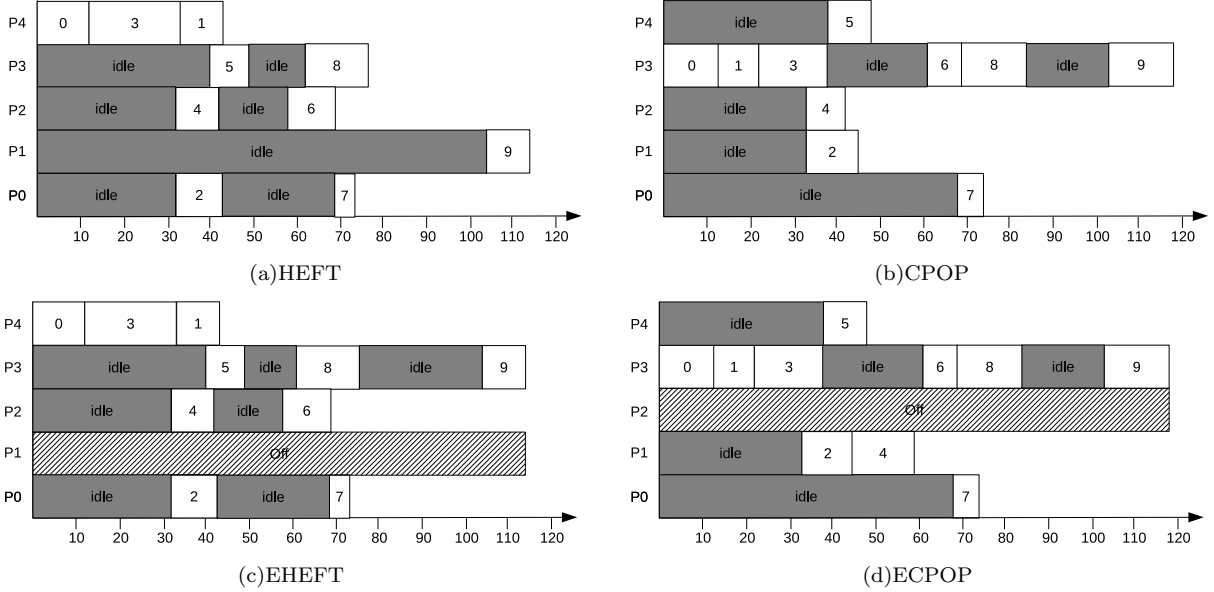 P4 0 3 1
P3 idle 5 idle 8
P2 idle 4 idle 6
P1 idle 9
P0 idle 2 idle 7
10 20 30 40 50 60 70 80 90 100 110 120
(a)HEFT
P4 idle 5
P3 0 1 3 idle 6 8 idle 9
P2 idle 4
P1 idle 2
P0 idle 7
10 20 30 40 50 60 70 80 90 100 110 120
(b)CPOP
P4 0 3 1
P3 idle 5 idle 8 idle 9
P2 idle 4 idle 6
P1 Off
P0 idle 2 idle 7
10 20 30 40 50 60 70 80 90 100 110 120
(c)EHEFT
P4 idle 5
P3 0 1 3 idle 6 8 idle 9
P2 Off
P1 idle 2 4
P0 idle 7
10 20 30 40 50 60 70 80 90 100 110 120
(d)ECPOP